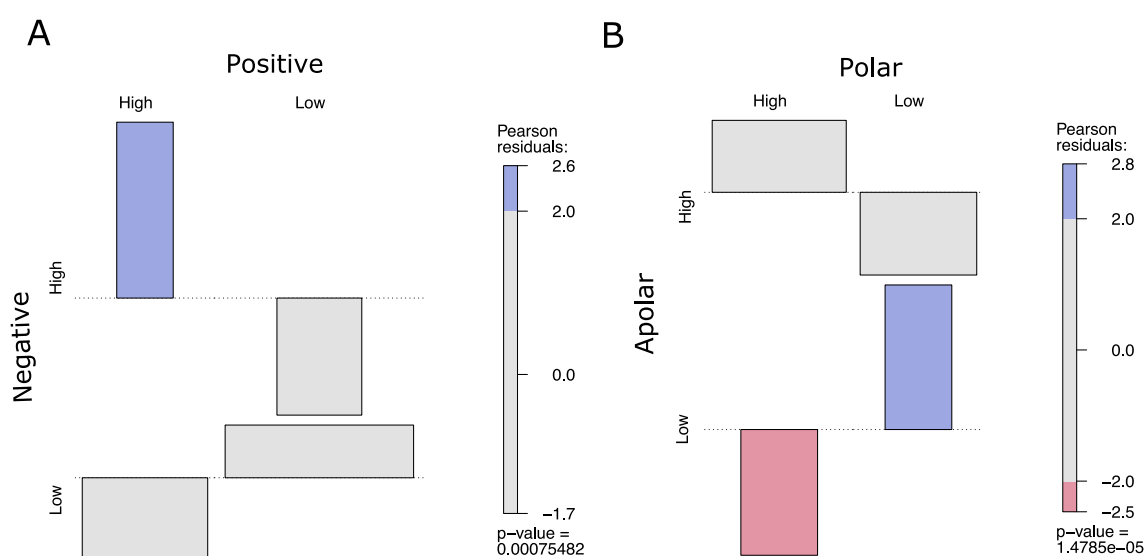 A
Positive
High
Low
Negative
High
Low
Pearson
residuals:
2.6
2.0
0.0
−1.7
p−value =
0.00075482
B
Polar
High
Low
Apolar
High
Low
Pearson
residuals:
2.8
2.0
0.0
−2.0
−2.5
p−value =
1.4785e−05